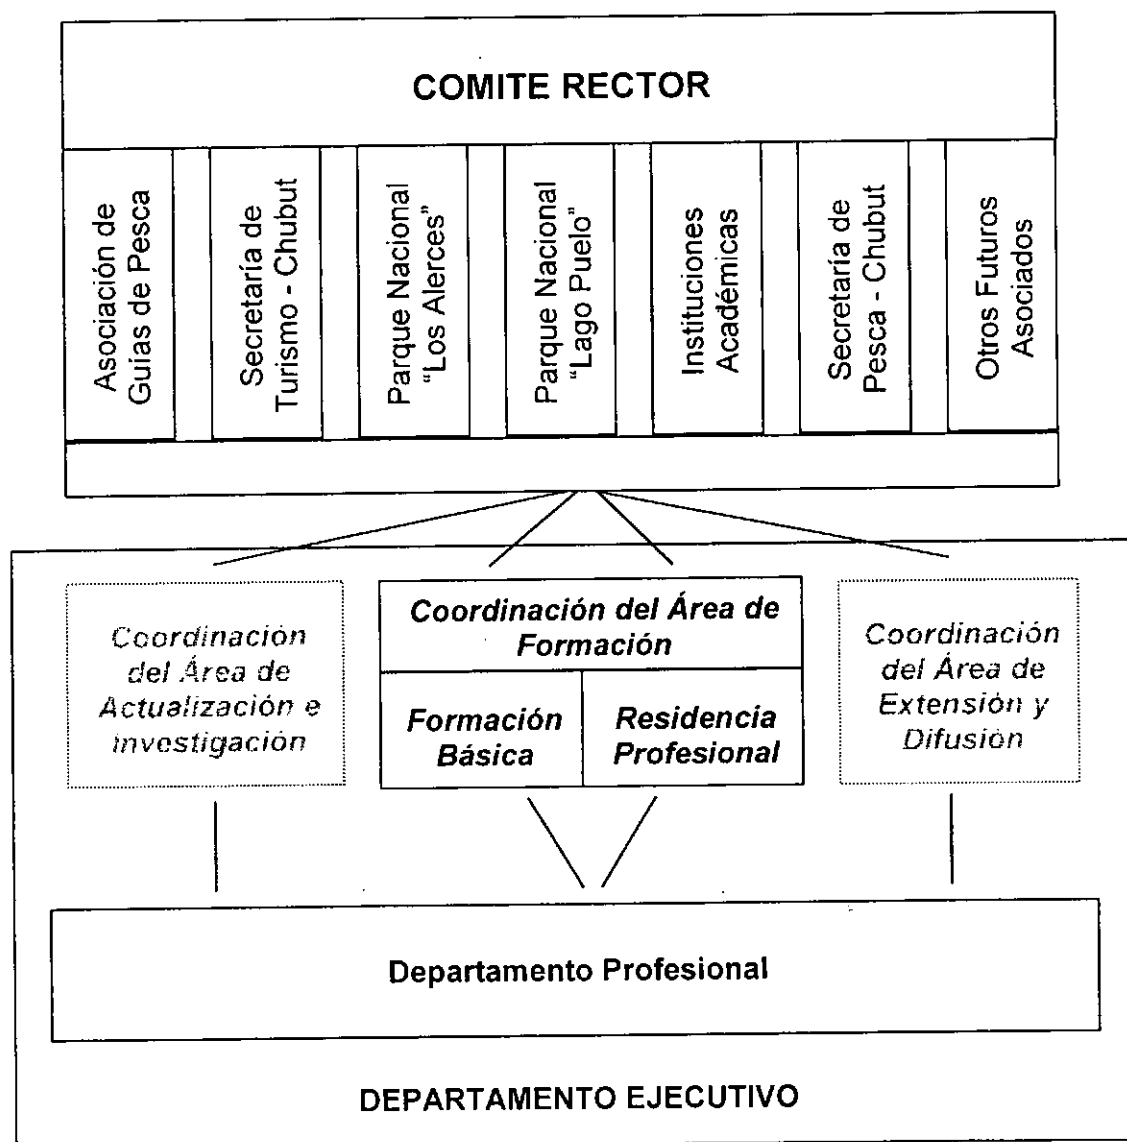 COMITE RECTOR
Asociación de
Guías de Pesca
Secretaría de
Turismo - Chubut
Parque Nacional
“Los Alerces”
Parque Nacional
“Lago Puelo”
Instituciones
Académicas
Secretaría de
Pesca - Chubut
Otros Futuros
Asociados
Coordinación
del Área de
Actualización e
Investigación
Coordinación del Área de
Formación
Formación
Básica
Residencia
Profesional
Coordinación
del Área de
Extensión y
Difusión
Departamento Profesional
DEPARTAMENTO EJECUTIVO